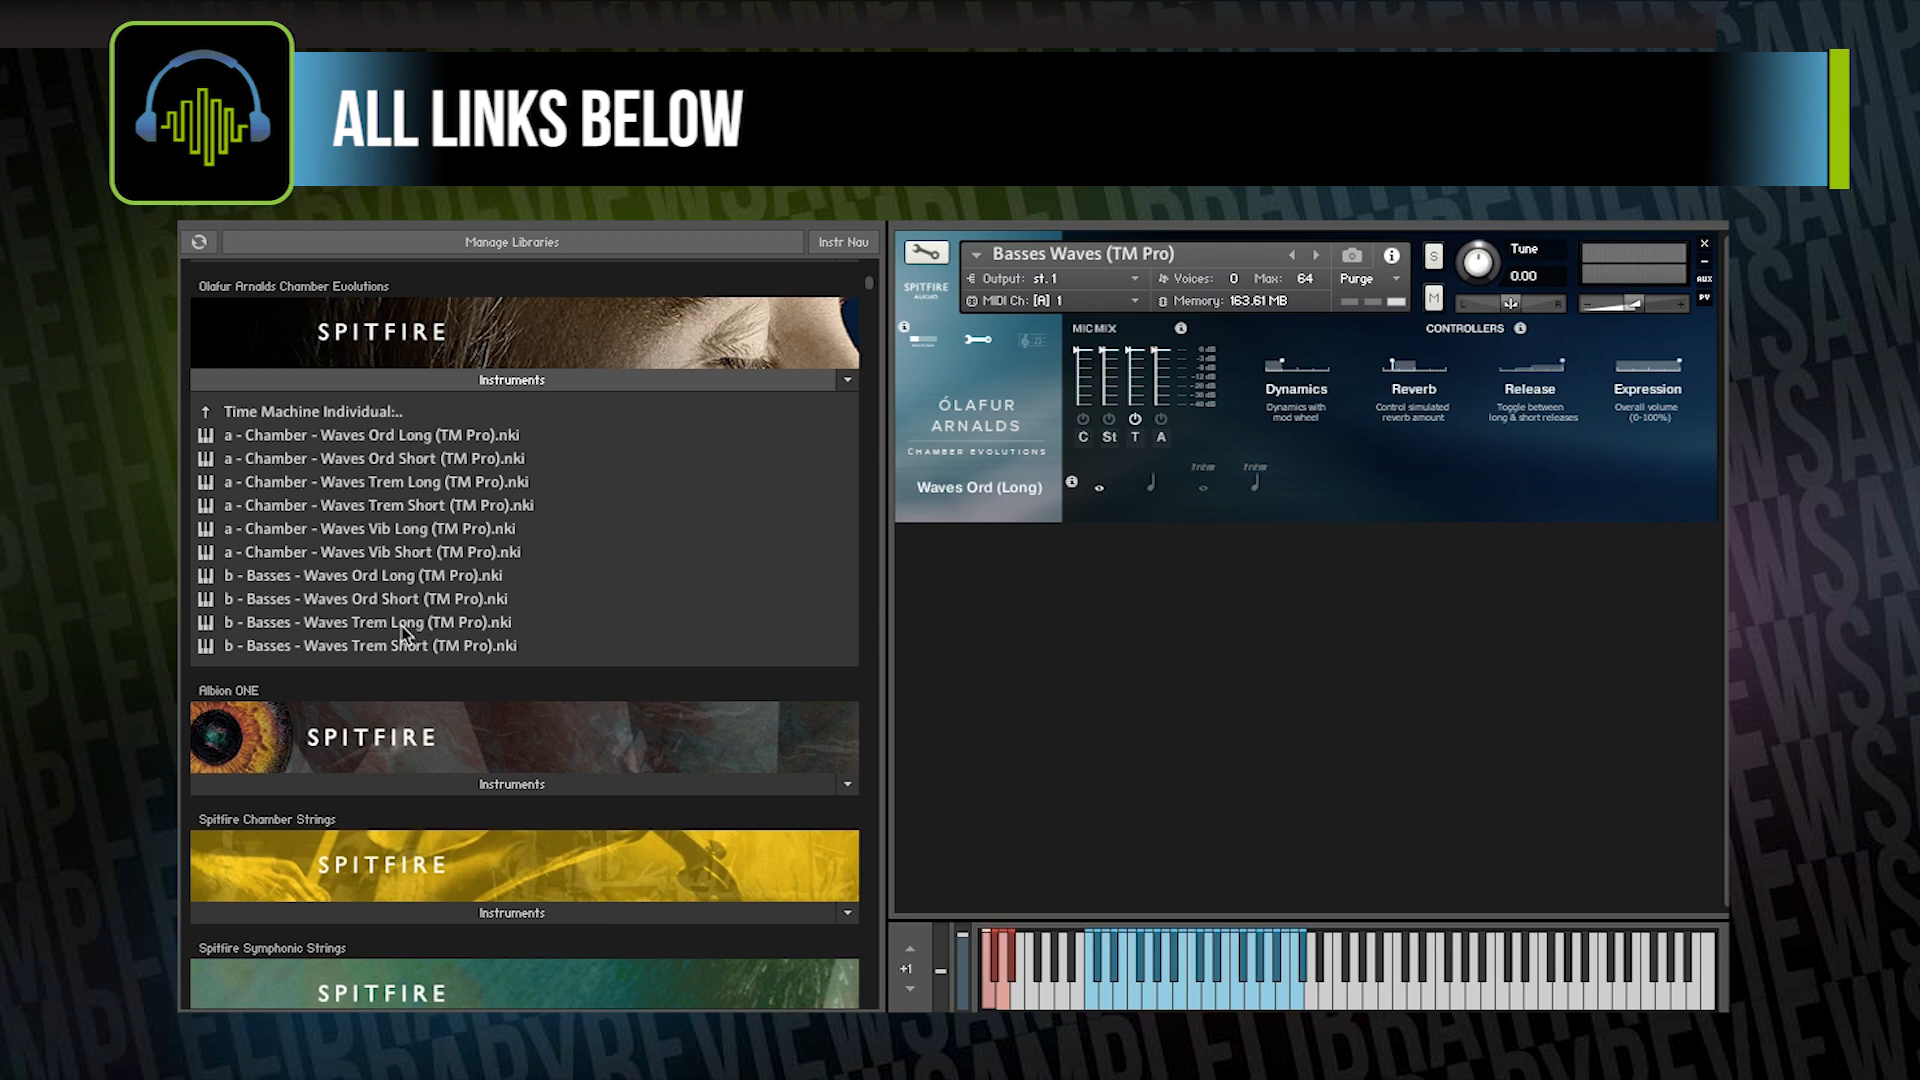 ALL LINKS BELOW
Manage Libraries
Instr Nav
Olafur Arnalds Chamber Evolutions
SPITFIRE
Instruments
Time Machine Individual:..
a - Chamber - Waves Ord Long (TM Pro).nki
a - Chamber - Waves Ord Short (TM Pro).nki
a - Chamber - Waves Trem Long (TM Pro).nki
a - Chamber - Waves Trem Short (TM Pro).nki
a - Chamber - Waves Vib Long (TM Pro).nki
a - Chamber - Waves Vib Short (TM Pro).nki
b - Basses - Waves Ord Long (TM Pro).nki
b - Basses - Waves Ord Short (TM Pro).nki
b - Basses - Waves Trem Long (TM Pro).nki
b - Basses - Waves Trem Short (TM Pro).nki
Albion ONE
SPITFIRE
Instruments
Spitfire Chamber Strings
SPITFIRE
Instruments
Spitfire Symphonic Strings
SPITFIRE
SPITFIRE
AUDIO
Basses Waves (TM Pro)
Output: st.1
Voices: 0 Max: 64
Purge
MIDI Ch: [A] 1
Memory: 163.61 MB
S
M
Tune
0.00
L R
AUX
PV
MIC MIX
CONTROLLERS
C St T A
Dynamics
Dynamics with
mod wheel
Reverb
Control simulated
reverb amount
Release
Toggle between
long & short releases
Expression
Overall volume
(0-100%)
ÓLAFUR
ARNALDS
CHAMBER EVOLUTIONS
Waves Ord (Long)
Trem Trem
+1